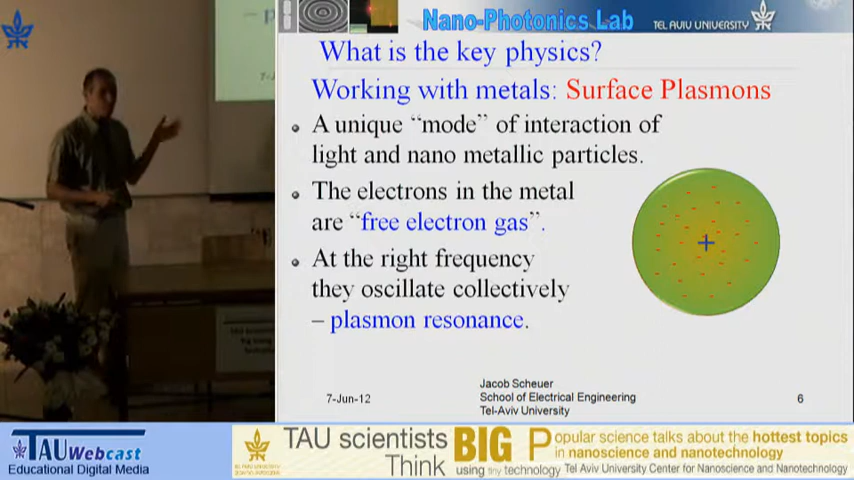 Nano-Photonics Lab
TEL AVIV UNIVERSITY
What is the key physics?
Working with metals: Surface Plasmons
A unique “mode” of interaction of
light and nano metallic particles.
The electrons in the metal
are “free electron gas”.
At the right frequency
they oscillate collectively
– plasmon resonance.
+
7-Jun-12
Jacob Scheuer
School of Electrical Engineering
Tel-Aviv University
6
TAU Webcast
Educational Digital Media
TAU scientists
Think
BIG
using tiny technology
Popular science talks about the hottest topics
in nanoscience and nanotechnology
Tel Aviv University Center for Nanoscience and Nanotechnology